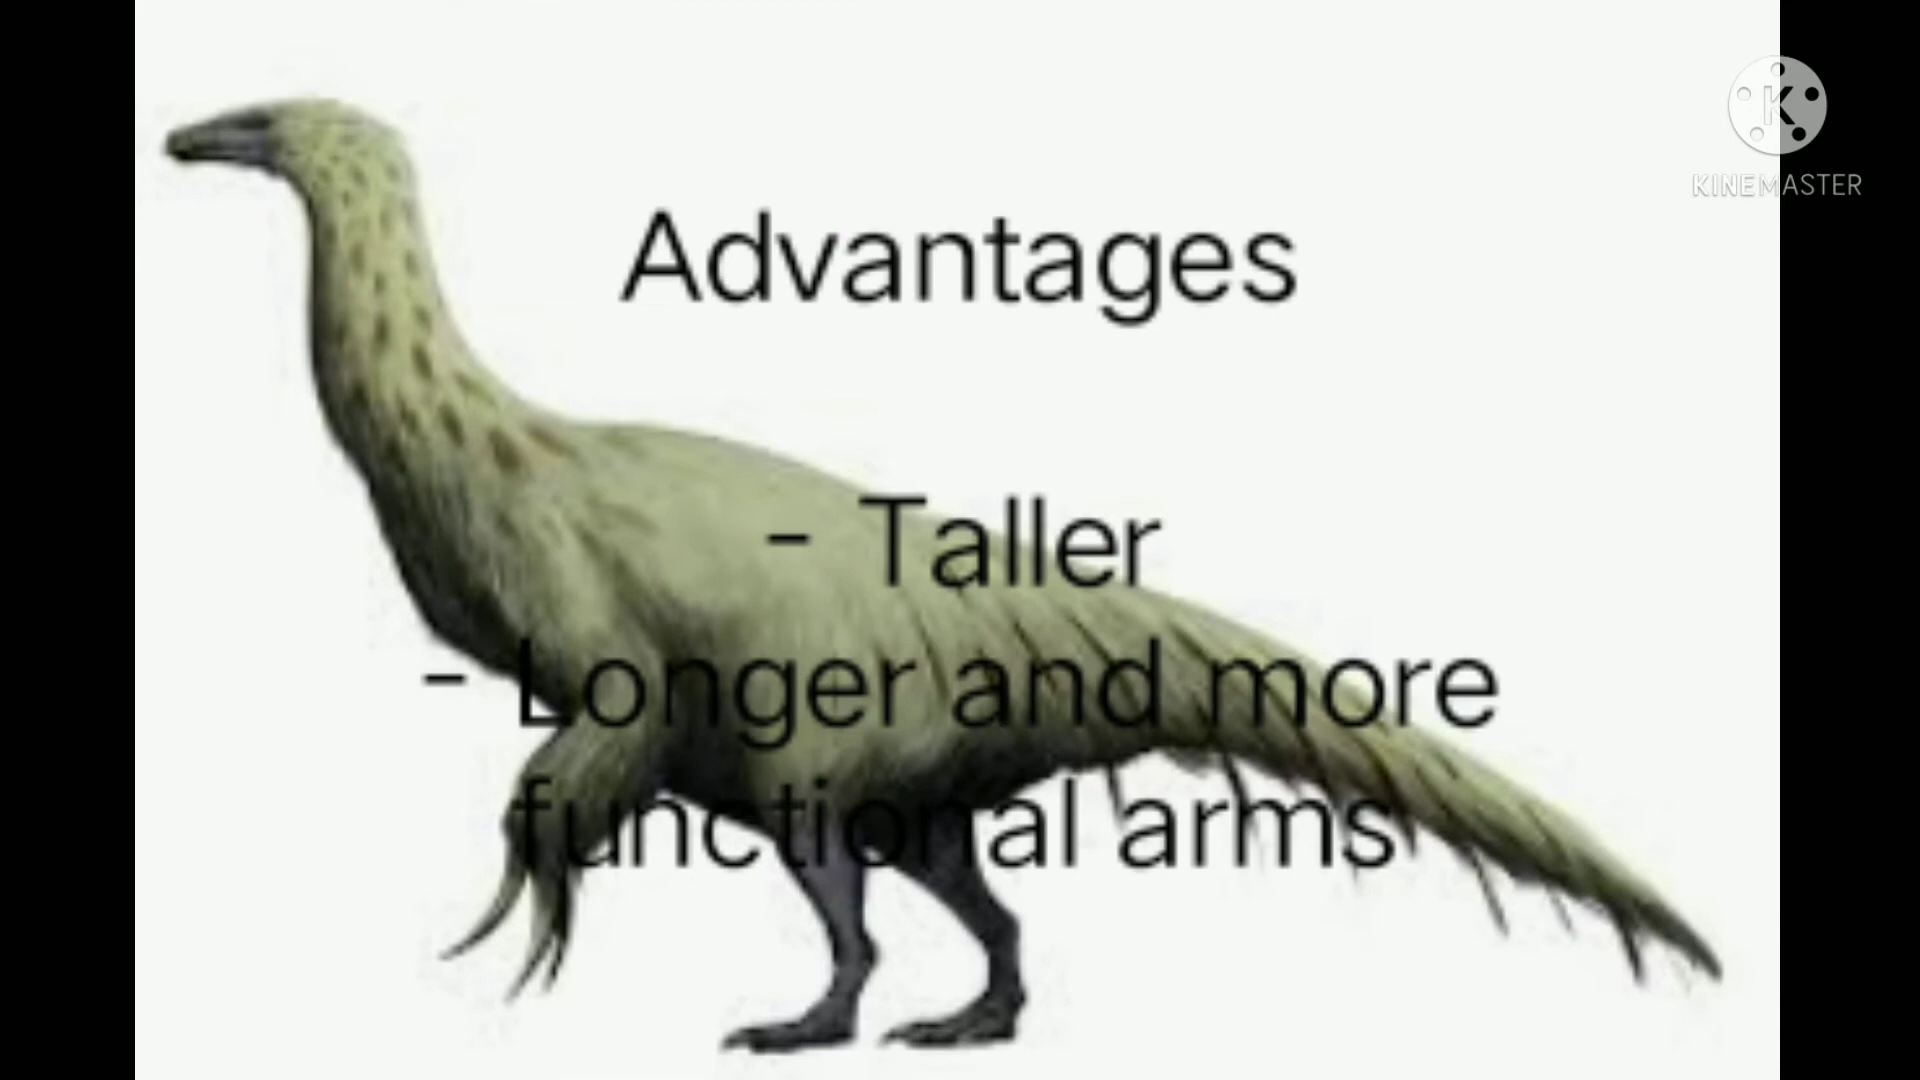 KINEMASTER
Advantages
- Taller
- Longer and more
functional arms